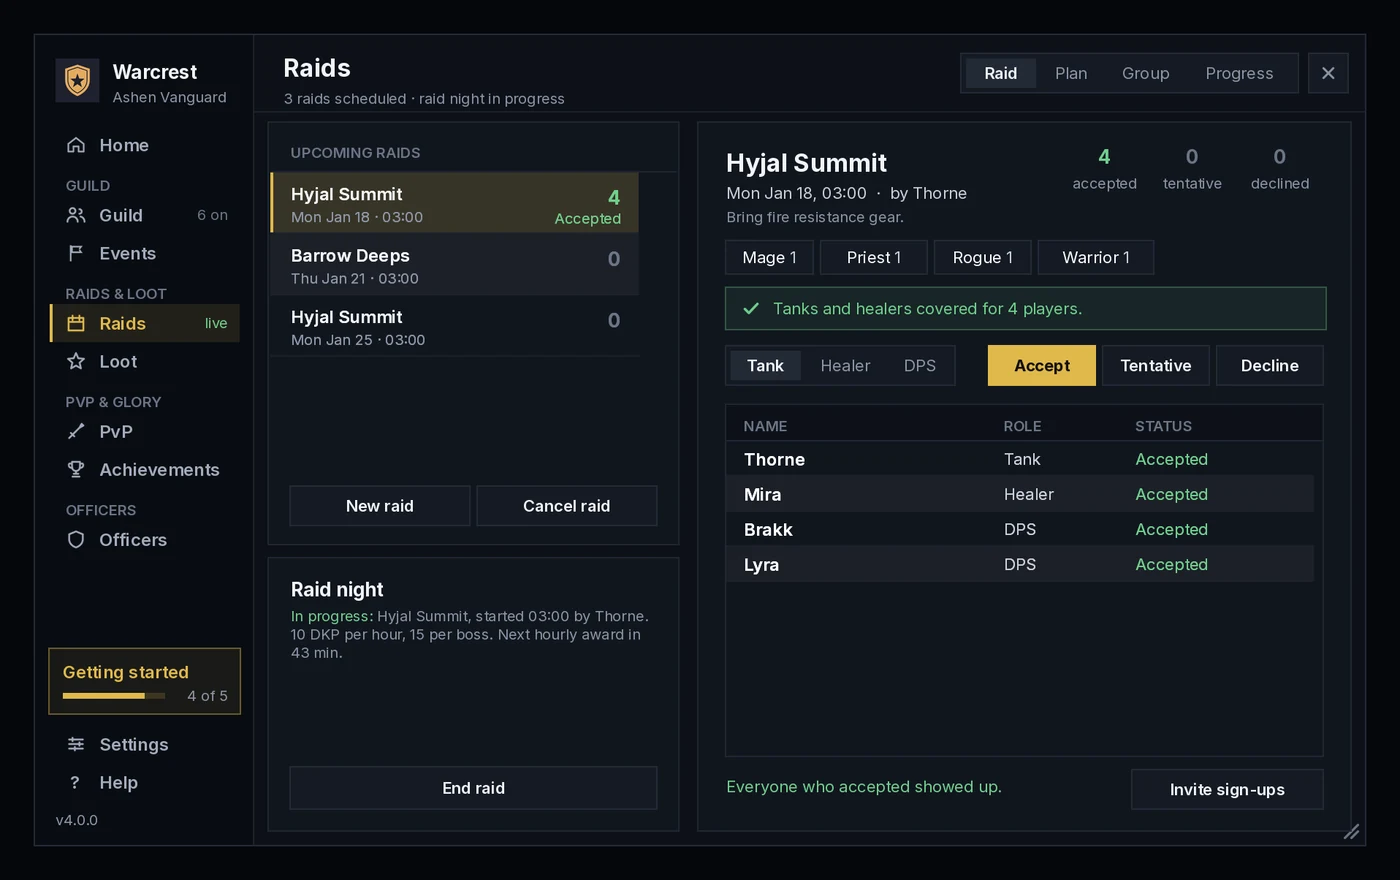 Warcrest
Ashen Vanguard
Home
GUILD
Guild 6 on
Events
RAIDS & LOOT
Raids live
Loot
PVP & GLORY
PvP
Achievements
OFFICERS
Officers
Getting started
4 of 5
Settings
? Help
v4.0.0
Raids
3 raids scheduled · raid night in progress
Raid Plan Group Progress
UPCOMING RAIDS
Hyjal Summit 4
Mon Jan 18 · 03:00 Accepted
Barrow Deeps 0
Thu Jan 21 · 03:00
Hyjal Summit 0
Mon Jan 25 · 03:00
New raid Cancel raid
Raid night
In progress: Hyjal Summit, started 03:00 by Thorne.
10 DKP per hour, 15 per boss. Next hourly award in
43 min.
End raid
Hyjal Summit
4 0 0
accepted tentative declined
Mon Jan 18, 03:00 · by Thorne
Bring fire resistance gear.
Mage 1 Priest 1 Rogue 1 Warrior 1
Tanks and healers covered for 4 players.
Tank Healer DPS Accept Tentative Decline
NAME ROLE STATUS
Thorne Tank Accepted
Mira Healer Accepted
Brakk DPS Accepted
Lyra DPS Accepted
Everyone who accepted showed up.
Invite sign-ups